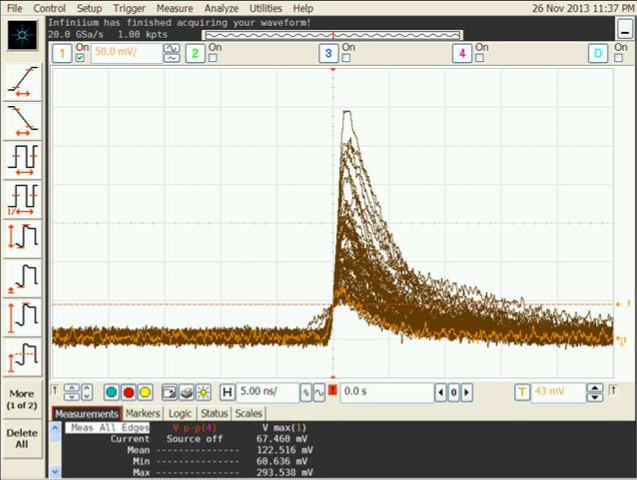 File Control Setup Trigger Measure Analyze Utilities Help 26 Nov 2013 11:37 PM
Infiniium has finished acquiring your waveform!
20.0 GSa/s 1.00 kpts
1 On 50.0 mV/ 2 On 3 On 4 On D On
More
(1 of 2)
Delete
All
H 5.00 ns/ T 0.0 s 0 T 43 mV
Measurements Markers Logic Status Scales
Meas All Edges V p-p(4) V max(1)
Current Source off 67.460 mV
Mean -------------- 122.516 mV
Min -------------- 60.636 mV
Max -------------- 293.538 mV